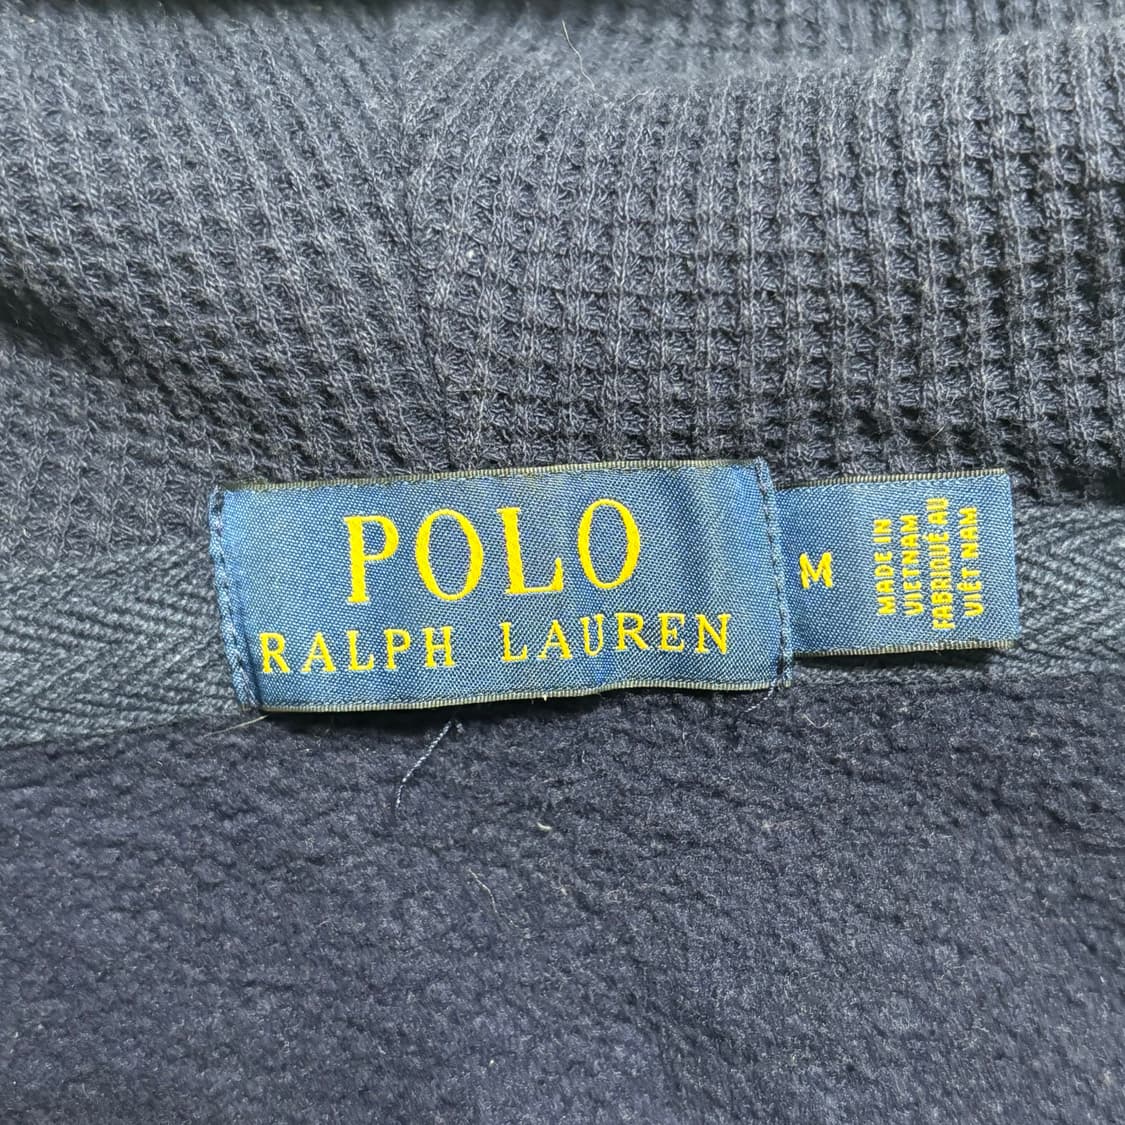 POLO
RALPH LAUREN
M
MADE IN
VIETNAM
FABRIQUÉ AU
VIÊT NAM